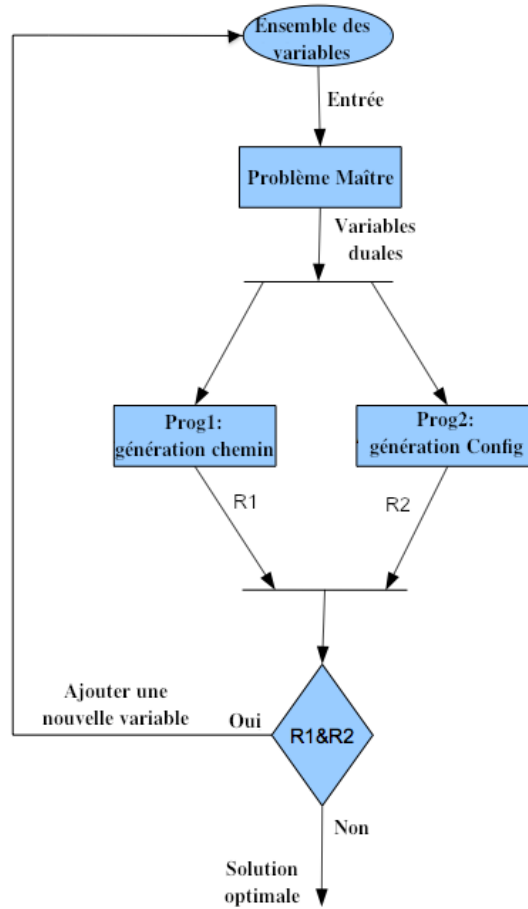 Ensemble des
variables
Entrée
Problème Maître
Variables
duales
Prog1:
génération chemin
Prog2:
génération Config
R1
R2
Ajouter une
nouvelle variable
Oui
R1&R2
Non
Solution
optimale